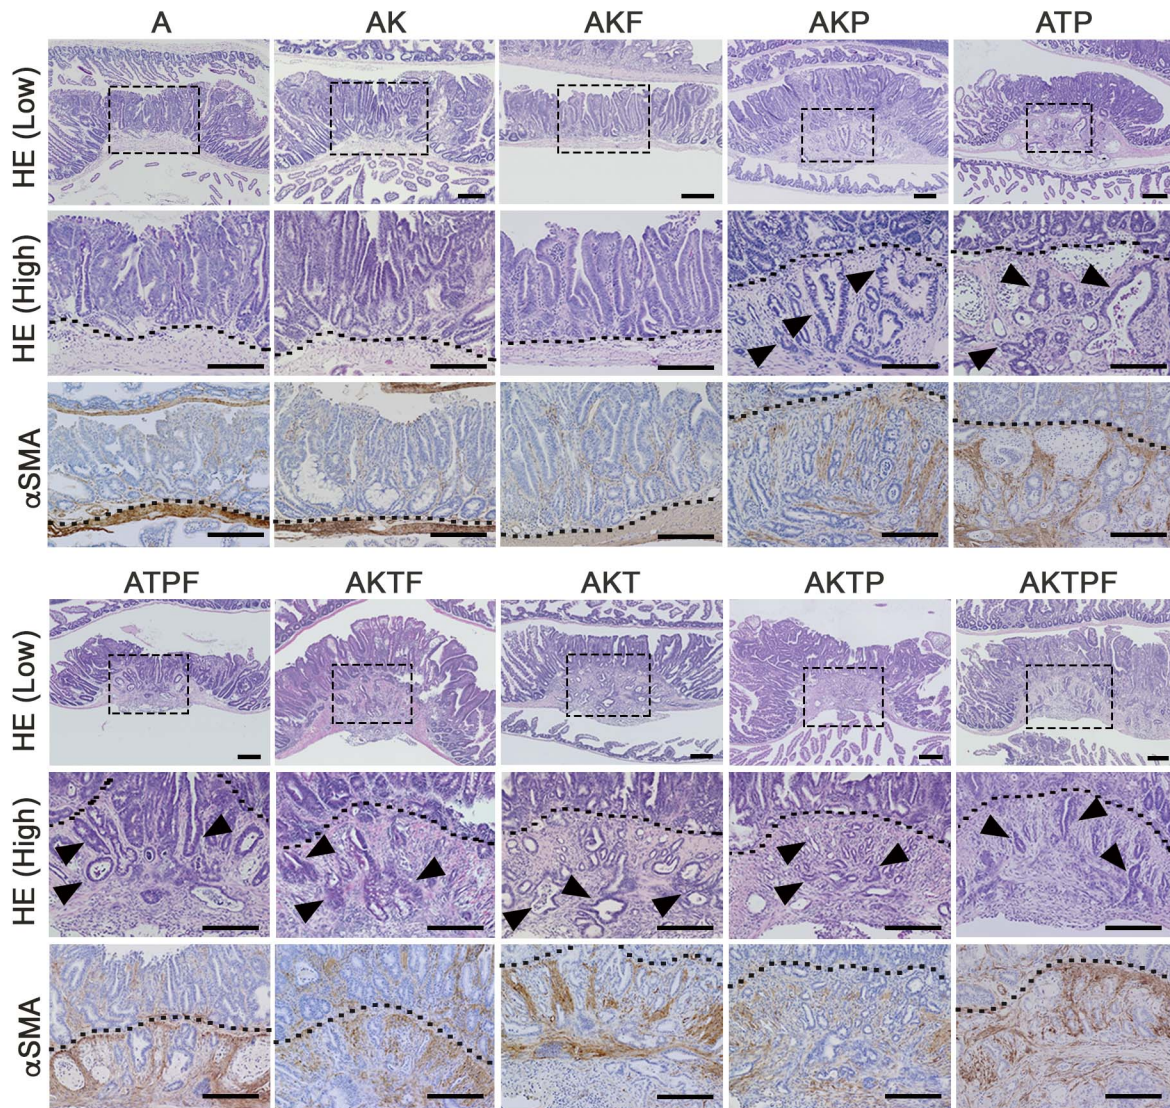 A AK AKF AKP ATP
HE (Low)
HE (High)
αSMA
ATPF AKTF AKT AKTP AKTPF
HE (Low)
HE (High)
αSMA